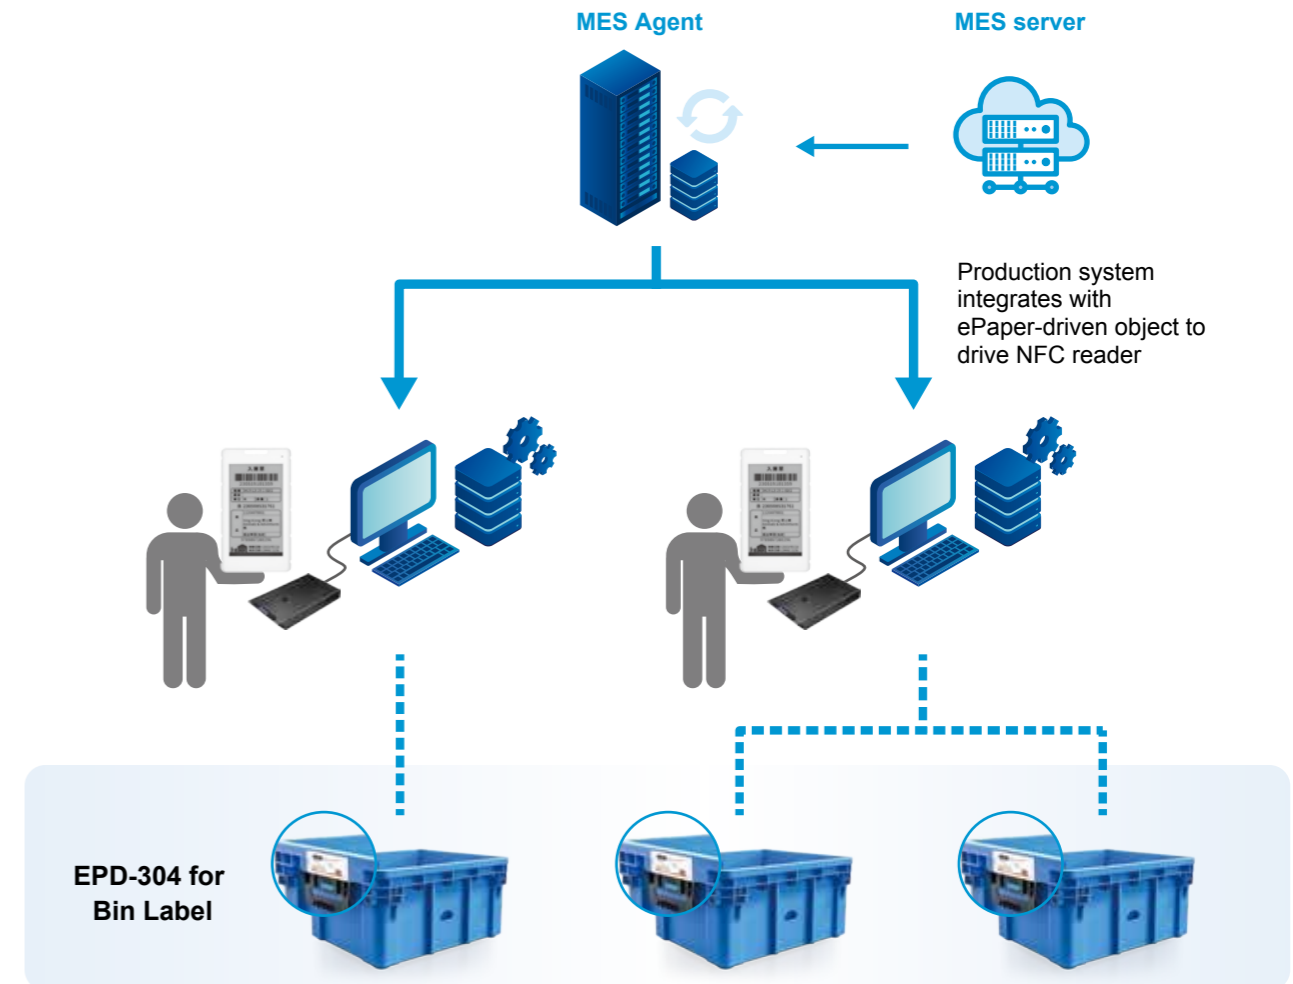 MES Agent
MES server
Production system
integrates with
ePaper-driven object to
drive NFC reader
EPD-304 for
Bin Label